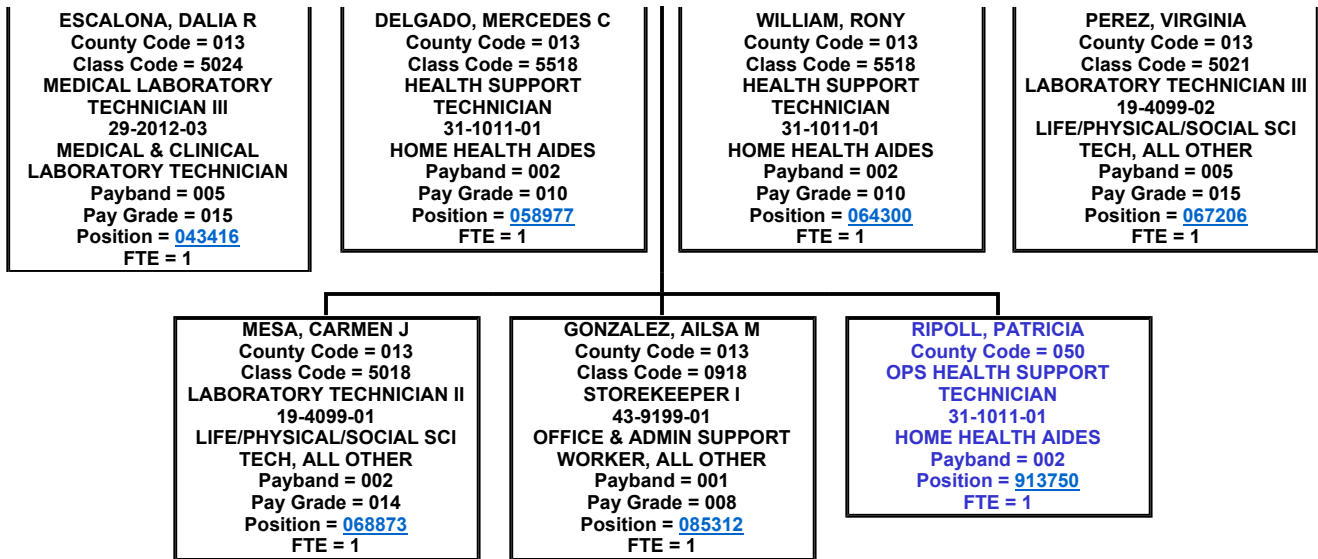 ESCALONA, DALIA R
County Code = 013
Class Code = 5024
MEDICAL LABORATORY
TECHNICIAN III
29-2012-03
MEDICAL & CLINICAL
LABORATORY TECHNICIAN
Payband = 005
Pay Grade = 015
Position = 043416
FTE = 1
DELGADO, MERCEDES C
County Code = 013
Class Code = 5518
HEALTH SUPPORT
TECHNICIAN
31-1011-01
HOME HEALTH AIDES
Payband = 002
Pay Grade = 010
Position = 058977
FTE = 1
WILLIAM, RONY
County Code = 013
Class Code = 5518
HEALTH SUPPORT
TECHNICIAN
31-1011-01
HOME HEALTH AIDES
Payband = 002
Pay Grade = 010
Position = 064300
FTE = 1
PEREZ, VIRGINIA
County Code = 013
Class Code = 5021
LABORATORY TECHNICIAN III
19-4099-02
LIFE/PHYSICAL/SOCIAL SCI
TECH, ALL OTHER
Payband = 005
Pay Grade = 015
Position = 067206
FTE = 1
MESA, CARMEN J
County Code = 013
Class Code = 5018
LABORATORY TECHNICIAN II
19-4099-01
LIFE/PHYSICAL/SOCIAL SCI
TECH, ALL OTHER
Payband = 002
Pay Grade = 014
Position = 068873
FTE = 1
GONZALEZ, AILSA M
County Code = 013
Class Code = 0918
STOREKEEPER I
43-9199-01
OFFICE & ADMIN SUPPORT
WORKER, ALL OTHER
Payband = 001
Pay Grade = 008
Position = 085312
FTE = 1
RIPOLL, PATRICIA
County Code = 050
OPS HEALTH SUPPORT
TECHNICIAN
31-1011-01
HOME HEALTH AIDES
Payband = 002
Position = 913750
FTE = 1